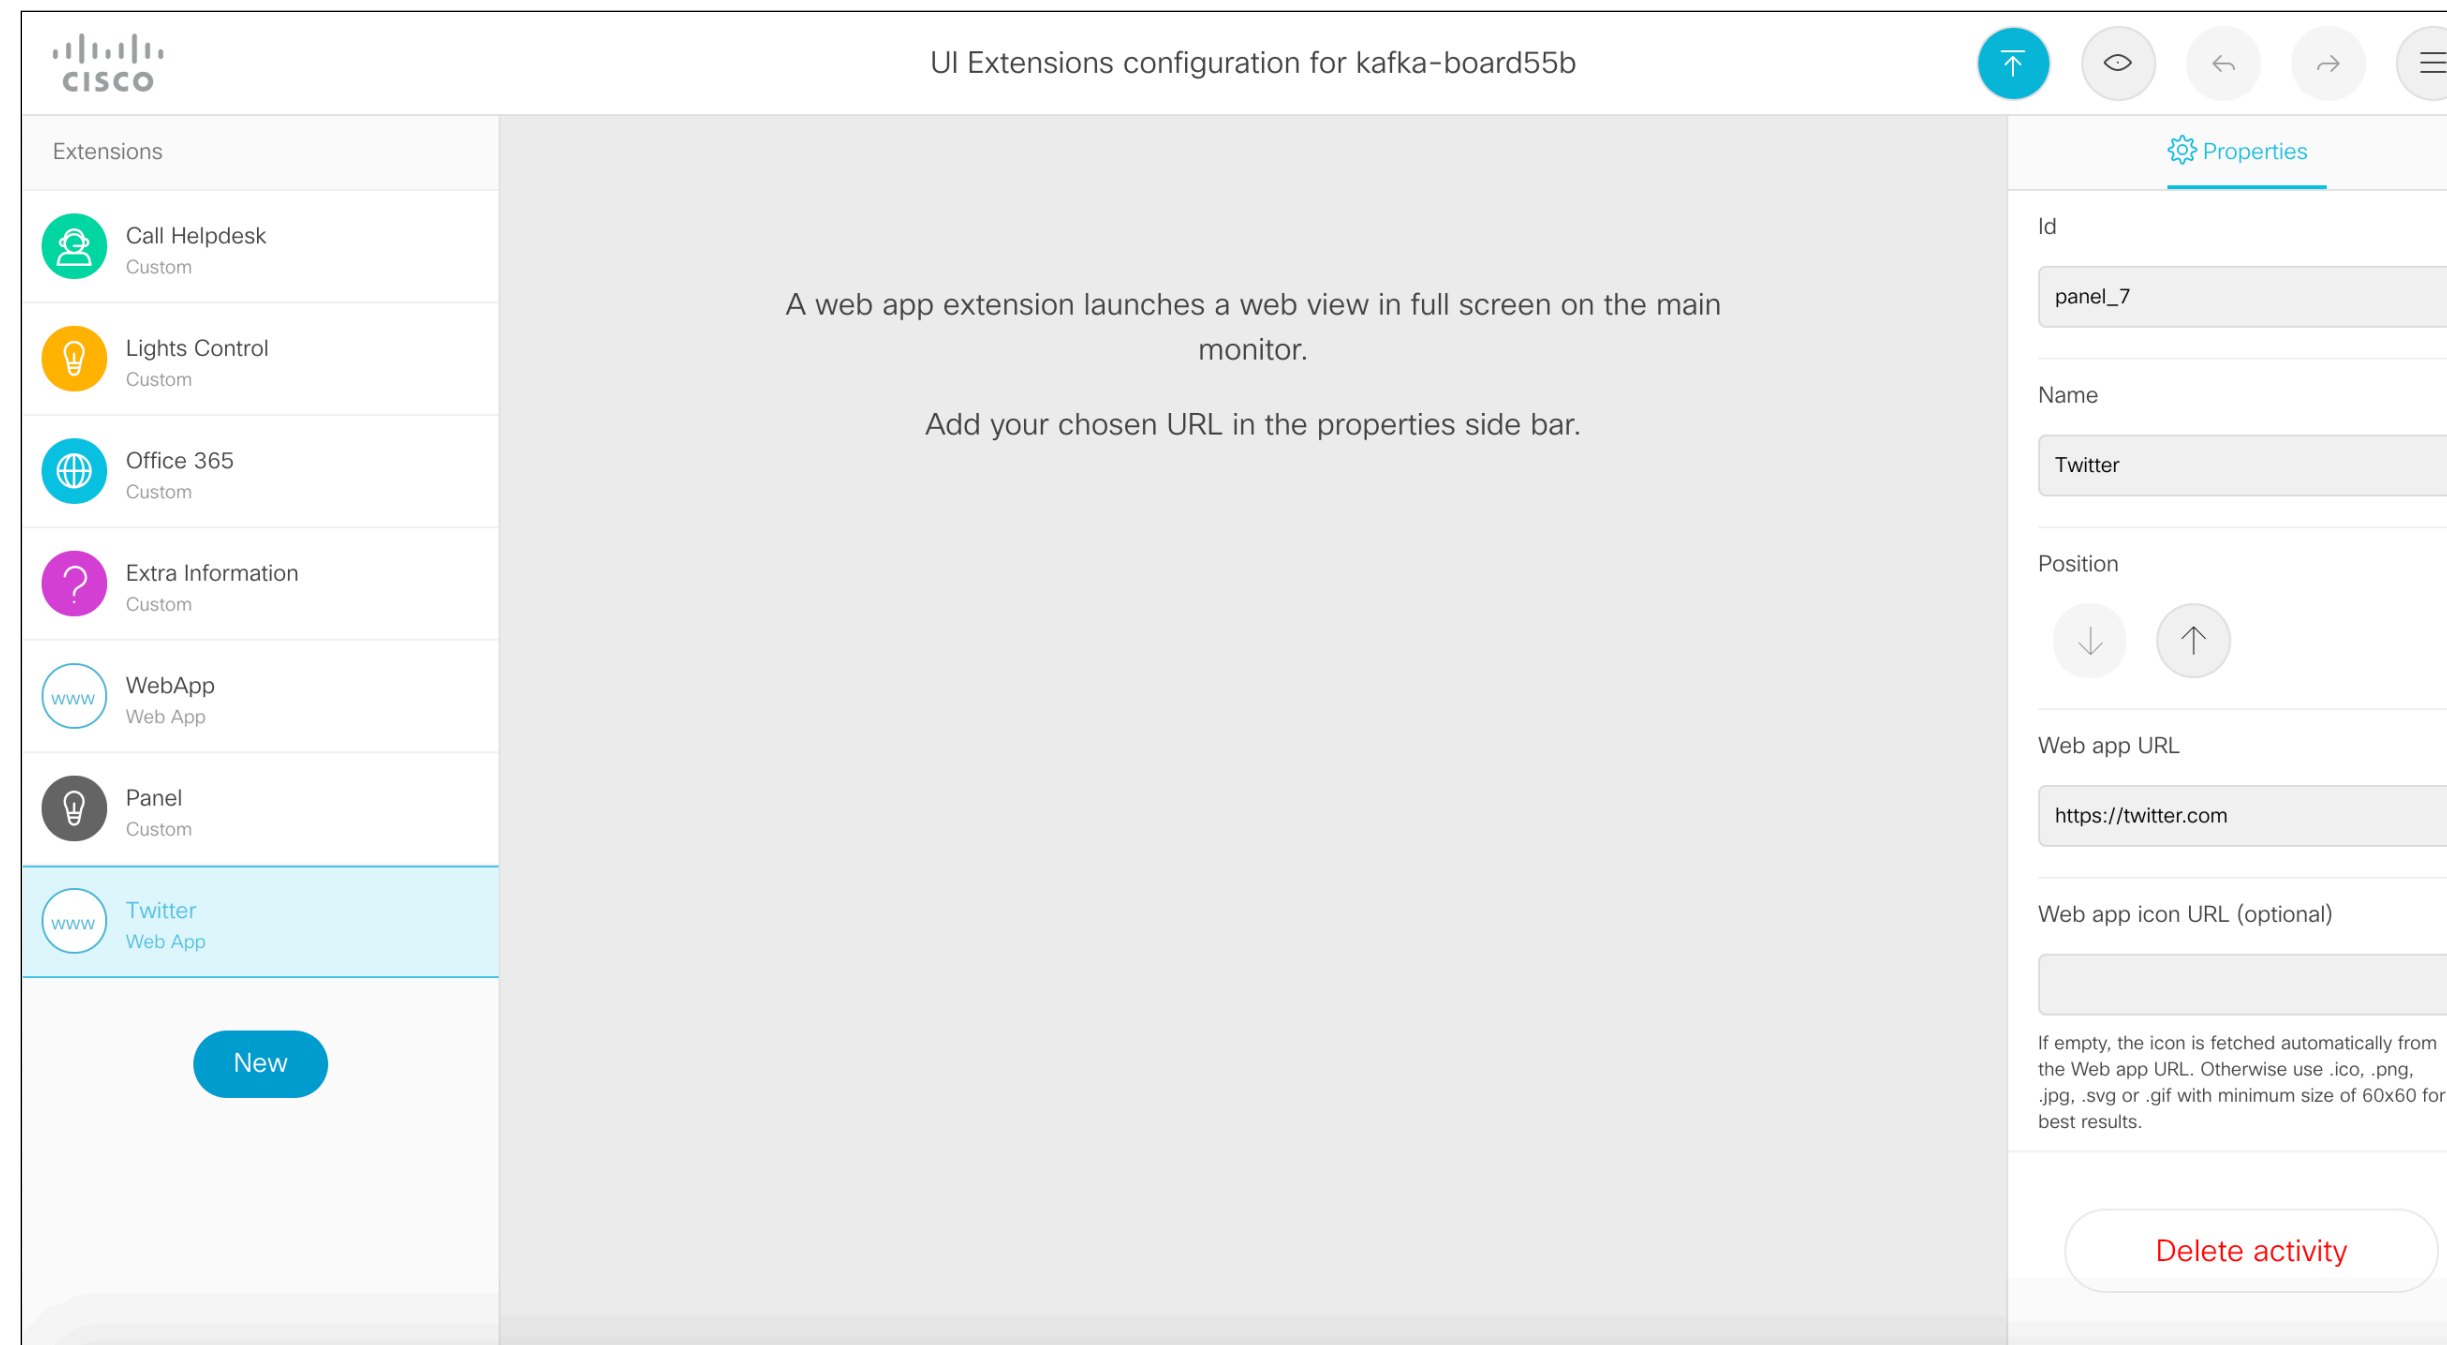 CISCO
UI Extensions configuration for kafka-board55b
Extensions
Call Helpdesk
Custom
Lights Control
Custom
Office 365
Custom
Extra Information
Custom
www
WebApp
Web App
Panel
Custom
www
Twitter
Web App
New
A web app extension launches a web view in full screen on the main
monitor.
Add your chosen URL in the properties side bar.
Properties
Id
panel_7
Name
Twitter
Position
Web app URL
https://twitter.com
Web app icon URL (optional)
If empty, the icon is fetched automatically from
the Web app URL. Otherwise use .ico, .png,
.jpg, .svg or .gif with minimum size of 60x60 for
best results.
Delete activity